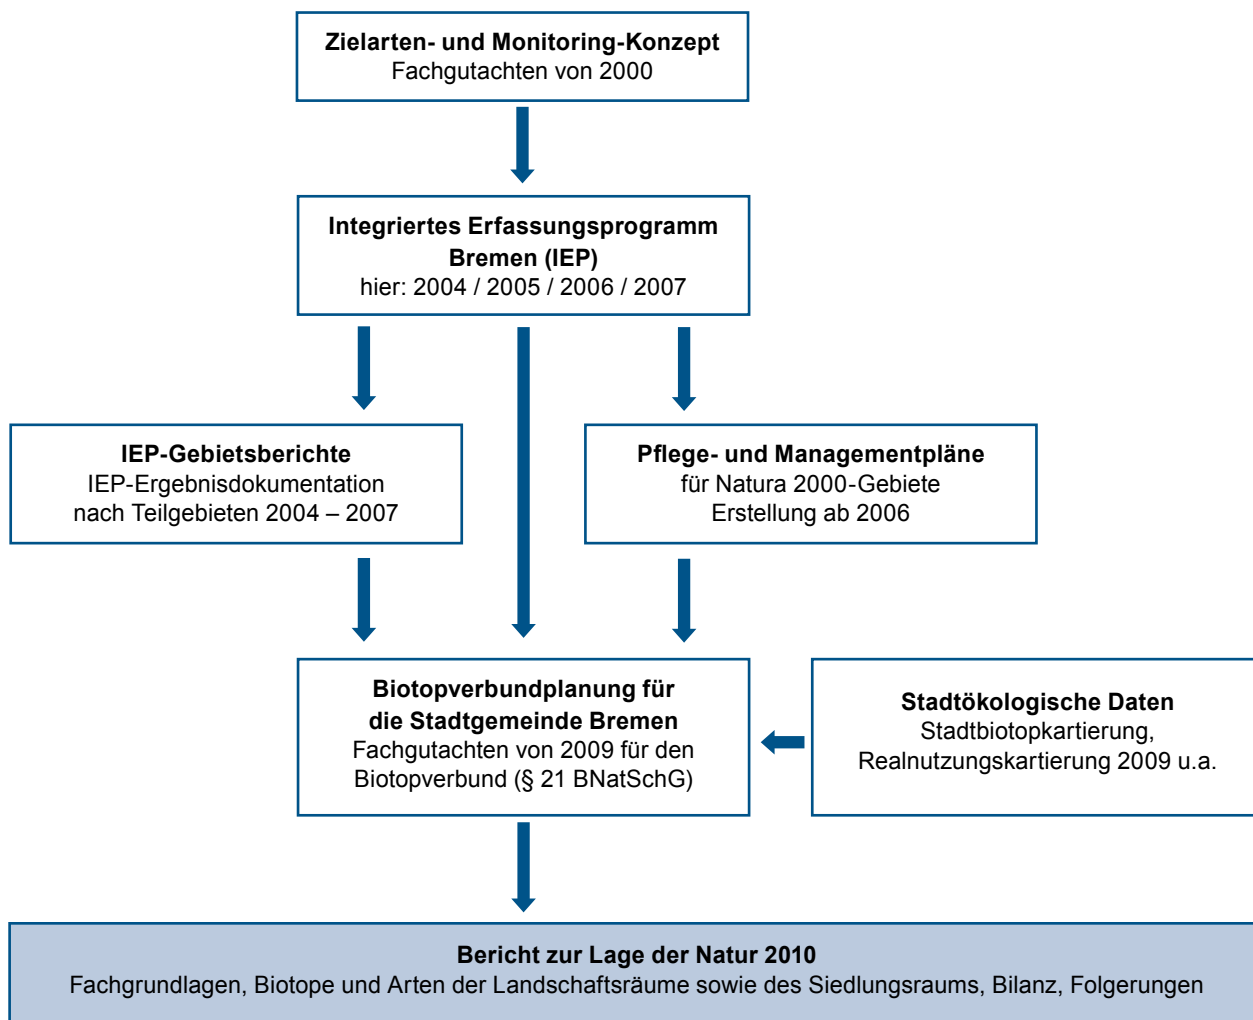 Zielarten- und Monitoring-Konzept
Fachgutachten von 2000
Integriertes Erfassungsprogramm
Bremen (IEP)
hier: 2004 / 2005 / 2006 / 2007
IEP-Gebietsberichte
IEP-Ergebnisdokumentation
nach Teilgebieten 2004 – 2007
Pflege- und Managementpläne
für Natura 2000-Gebiete
Erstellung ab 2006
Biotopverbundplanung für
die Stadtgemeinde Bremen
Fachgutachten von 2009 für den
Biotopverbund (§ 21 BNatSchG)
Stadtökologische Daten
Stadtbiotopkartierung,
Realnutzungskartierung 2009 u.a.
Bericht zur Lage der Natur 2010
Fachgrundlagen, Biotope und Arten der Landschaftsräume sowie des Siedlungsraums, Bilanz, Folgerungen